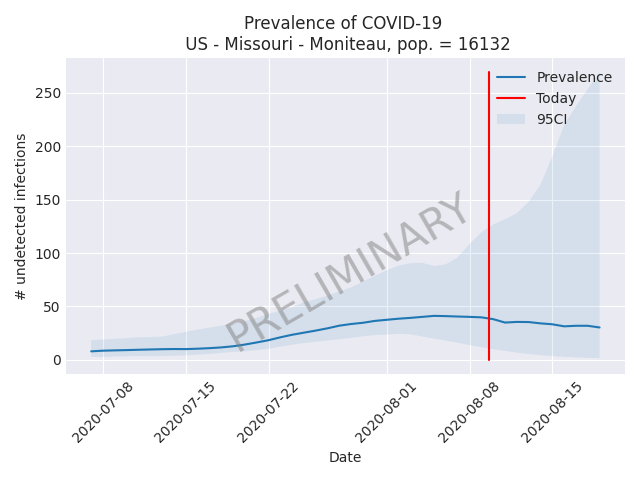 Prevalence of COVID-19
US - Missouri - Moniteau, pop. = 16132
Prevalence
Today
95CI
# undetected infections
250
200
150
100
50
0
PRELIMINARY
2020-07-08
2020-07-15
2020-07-22
2020-08-01
2020-08-08
2020-08-15
Date